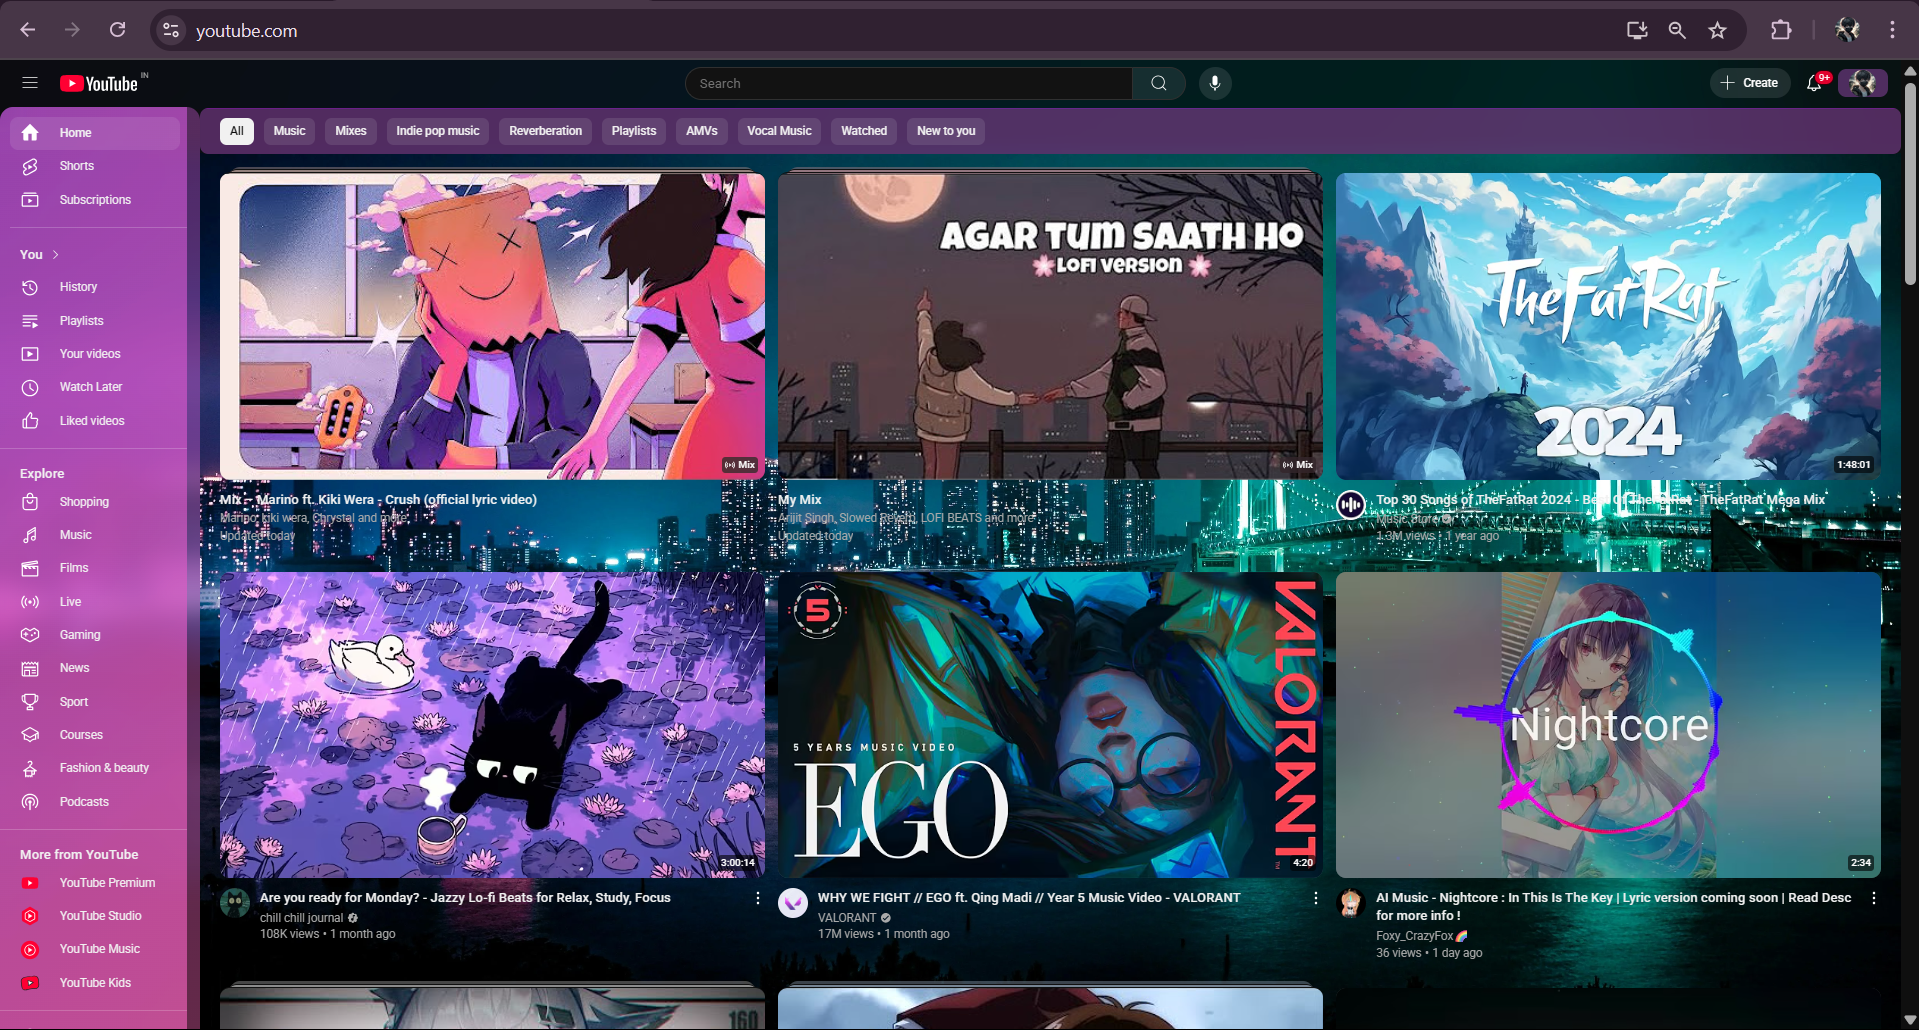 youtube.com
YouTube IN
Search
Create
9+
Home
Shorts
Subscriptions
You
History
Playlists
Your videos
Watch Later
Liked videos
Explore
Shopping
Music
Films
Live
Gaming
News
Sport
Courses
Fashion & beauty
Podcasts
More from YouTube
YouTube Premium
YouTube Studio
YouTube Music
YouTube Kids
All
Music
Mixes
Indie pop music
Reverberation
Playlists
AMVs
Vocal Music
Watched
New to you
Mix
Mix – Marino ft. Kiki Wera - Crush (official lyric video)
Marino, kiki wera, Chrystal and more
Updated today
AGAR TUM SAATH HO
LOFI VERSION
Mix
My Mix
Arijit Singh, Slowed Reverb, LOFI BEATS and more
Updated today
TheFatRat
2024
1:48:01
Top 30 Songs of TheFatRat 2024 - Best Of TheFatRat - TheFatRat Mega Mix
Music Store
1.3M views • 1 year ago
3:00:14
Are you ready for Monday? - Jazzy Lo-fi Beats for Relax, Study, Focus
chill chill journal
108K views • 1 month ago
5
VALORANT
5 YEARS MUSIC VIDEO
EGO
4:20
WHY WE FIGHT // EGO ft. Qing Madi // Year 5 Music Video - VALORANT
VALORANT
17M views • 1 month ago
Nightcore
2:34
AI Music - Nightcore : In This Is The Key | Lyric version coming soon | Read Desc
for more info !
Foxy_CrazyFox🌈
36 views • 1 day ago
160